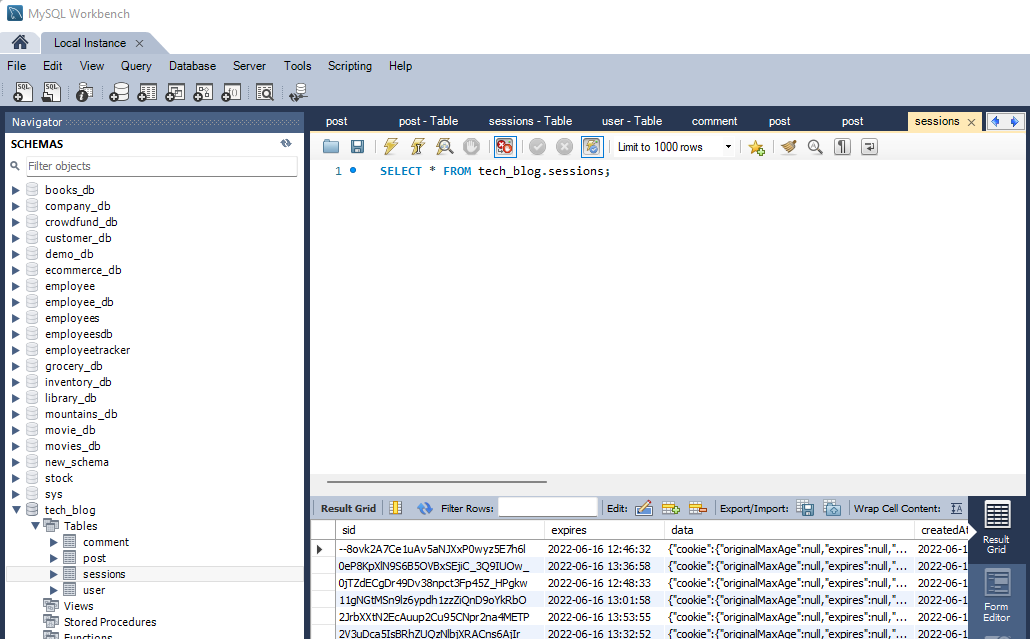 MySQL Workbench
Local Instance
File Edit View Query Database Server Tools Scripting Help
Navigator
SCHEMAS
Filter objects
books_db
company_db
crowdfund_db
customer_db
demo_db
ecommerce_db
employee
employee_db
employees
employeesdb
employeetracker
grocery_db
inventory_db
library_db
mountains_db
movie_db
movies_db
new_schema
stock
sys
tech_blog
Tables
comment
post
sessions
user
Views
Stored Procedures
Functions
post post - Table sessions - Table user - Table comment post post sessions
Limit to 1000 rows
1 SELECT * FROM tech_blog.sessions;
Result Grid Filter Rows: Edit: Export/Import: Wrap Cell Content:
sid expires data createdAt
--8ovk2A7Ce1uAv5aNJXxP0wyz5E7h6l 2022-06-16 12:46:32 {"cookie":{"originalMaxAge":null,"expires":null,"... 2022-06-1
0eP8KpXlN9S6B5OVBxSEjiC_3Q9IUOw_ 2022-06-16 13:36:58 {"cookie":{"originalMaxAge":null,"expires":null,"... 2022-06-1
0jTZdECgDr49Dv38npct3Fp45Z_HPgkw 2022-06-16 12:48:33 {"cookie":{"originalMaxAge":null,"expires":null,"... 2022-06-1
11gNGtMSn9lz6ypdh1zzZiQnD9oYkRbO 2022-06-16 13:01:58 {"cookie":{"originalMaxAge":null,"expires":null,"... 2022-06-1
2JrbXXtN2EcAuup2Cu95CNpr2na4METP 2022-06-16 13:53:55 {"cookie":{"originalMaxAge":null,"expires":null,"... 2022-06-1
2V3uDca5IsBRhZUQzNlbjXRACns6AjIr 2022-06-16 13:32:52 {"cookie":{"originalMaxAge":null,"expires":null,"... 2022-06-1
Result
Grid
Form
Editor